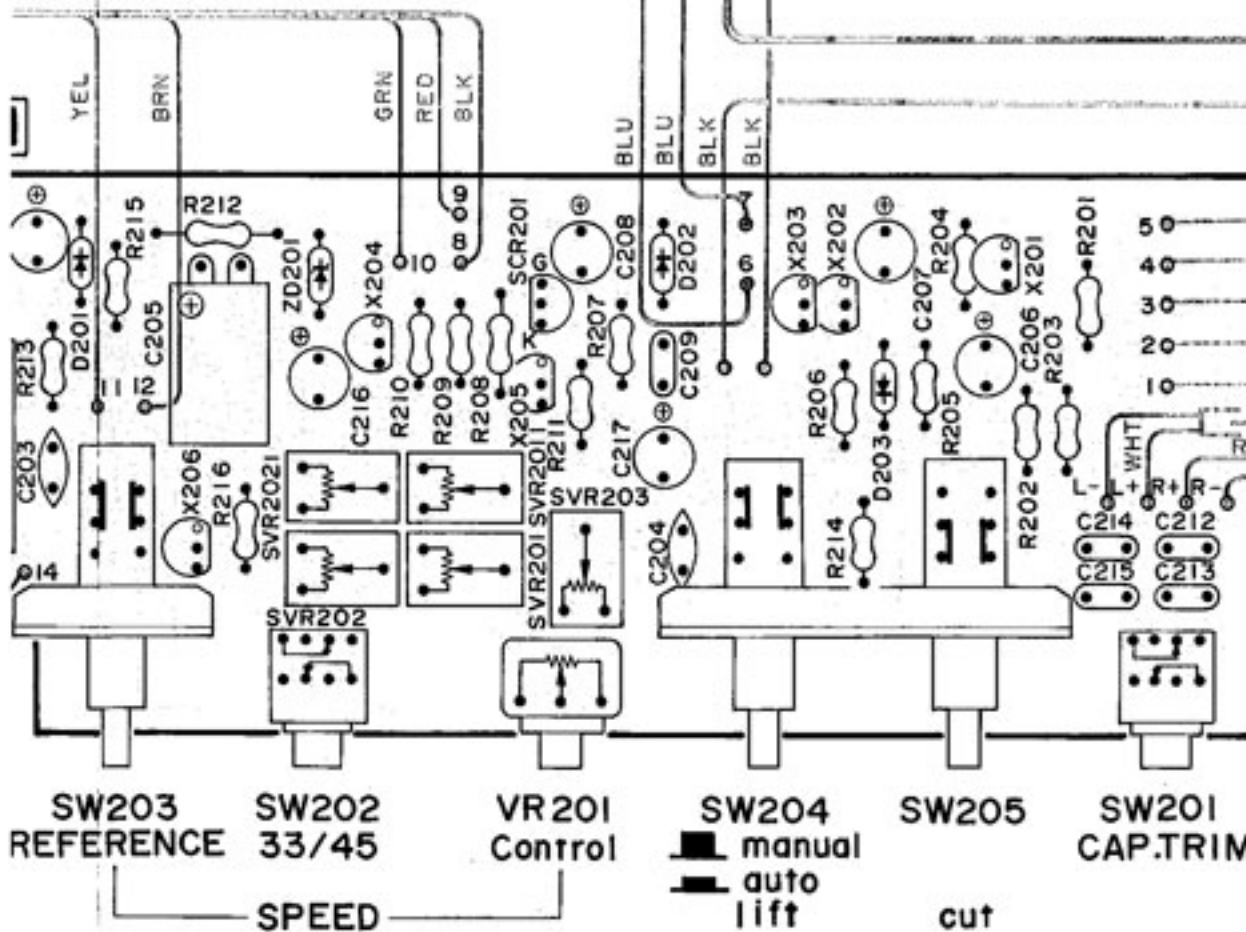 YEL
BRN
GRN
RED
BLK
BLU
BLU
BLK
BLK
R215
R212
9
8
10
SCR201
G
K
C208
D202
7
6
X203
X202
R204
C207
X201
R201
5
4
3
2
1
ZD201
X204
D201
C205
R213
11
12
C216
R210
R209
R208
X205
R207
R211
C209
C217
R206
D203
R205
C206
R203
R202
WHT
L-
L+
R+
R-
C203
X206
R216
SVR2021
SVR2011
SVR203
SVR201
C204
R214
C214
C212
C215
C213
14
SVR202
SW203
REFERENCE
SW202
33/45
VR201
Control
SW204
manual
auto
lift
SW205
cut
SW201
CAP.TRIM
SPEED